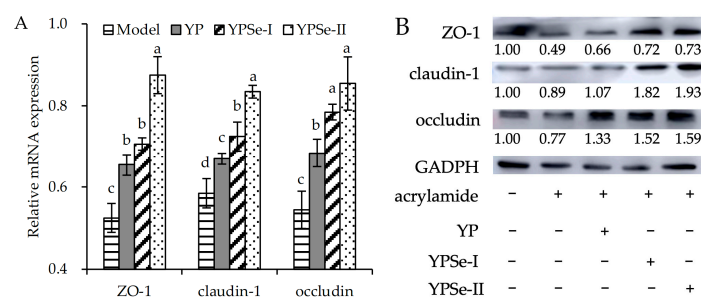 A
Model YP YPSe-I YPSe-II
Relative mRNA expression
1.0
0.8
0.6
0.4
c b b a
d c b a
c b a a
ZO-1 claudin-1 occludin
B
ZO-1
1.00 0.49 0.66 0.72 0.73
claudin-1
1.00 0.89 1.07 1.82 1.93
occludin
1.00 0.77 1.33 1.52 1.59
GADPH
acrylamide − + + + +
YP − − + − −
YPSe-I − − − + −
YPSe-II − − − − +